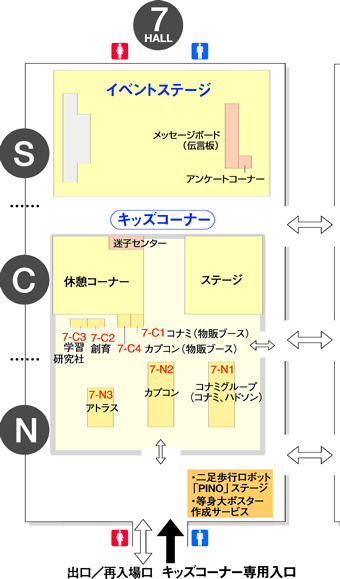 7
HALL
イベントステージ
S
メッセージボード
(伝言板)
アンケートコーナー
キッズコーナー
迷子センター
C
休憩コーナー
ステージ
7-C1 コナミ(物販ブース)
7-C3 7-C2
学習 創育
研究社
7-C4 カプコン(物販ブース)
N
7-N2
カプコン
7-N1
コナミグループ
(コナミ、ハドソン)
7-N3
アトラス
・二足歩行ロボット
「PINO」ステージ
・等身大ポスター
作成サービス
出口/再入場口 キッズコーナー専用入口